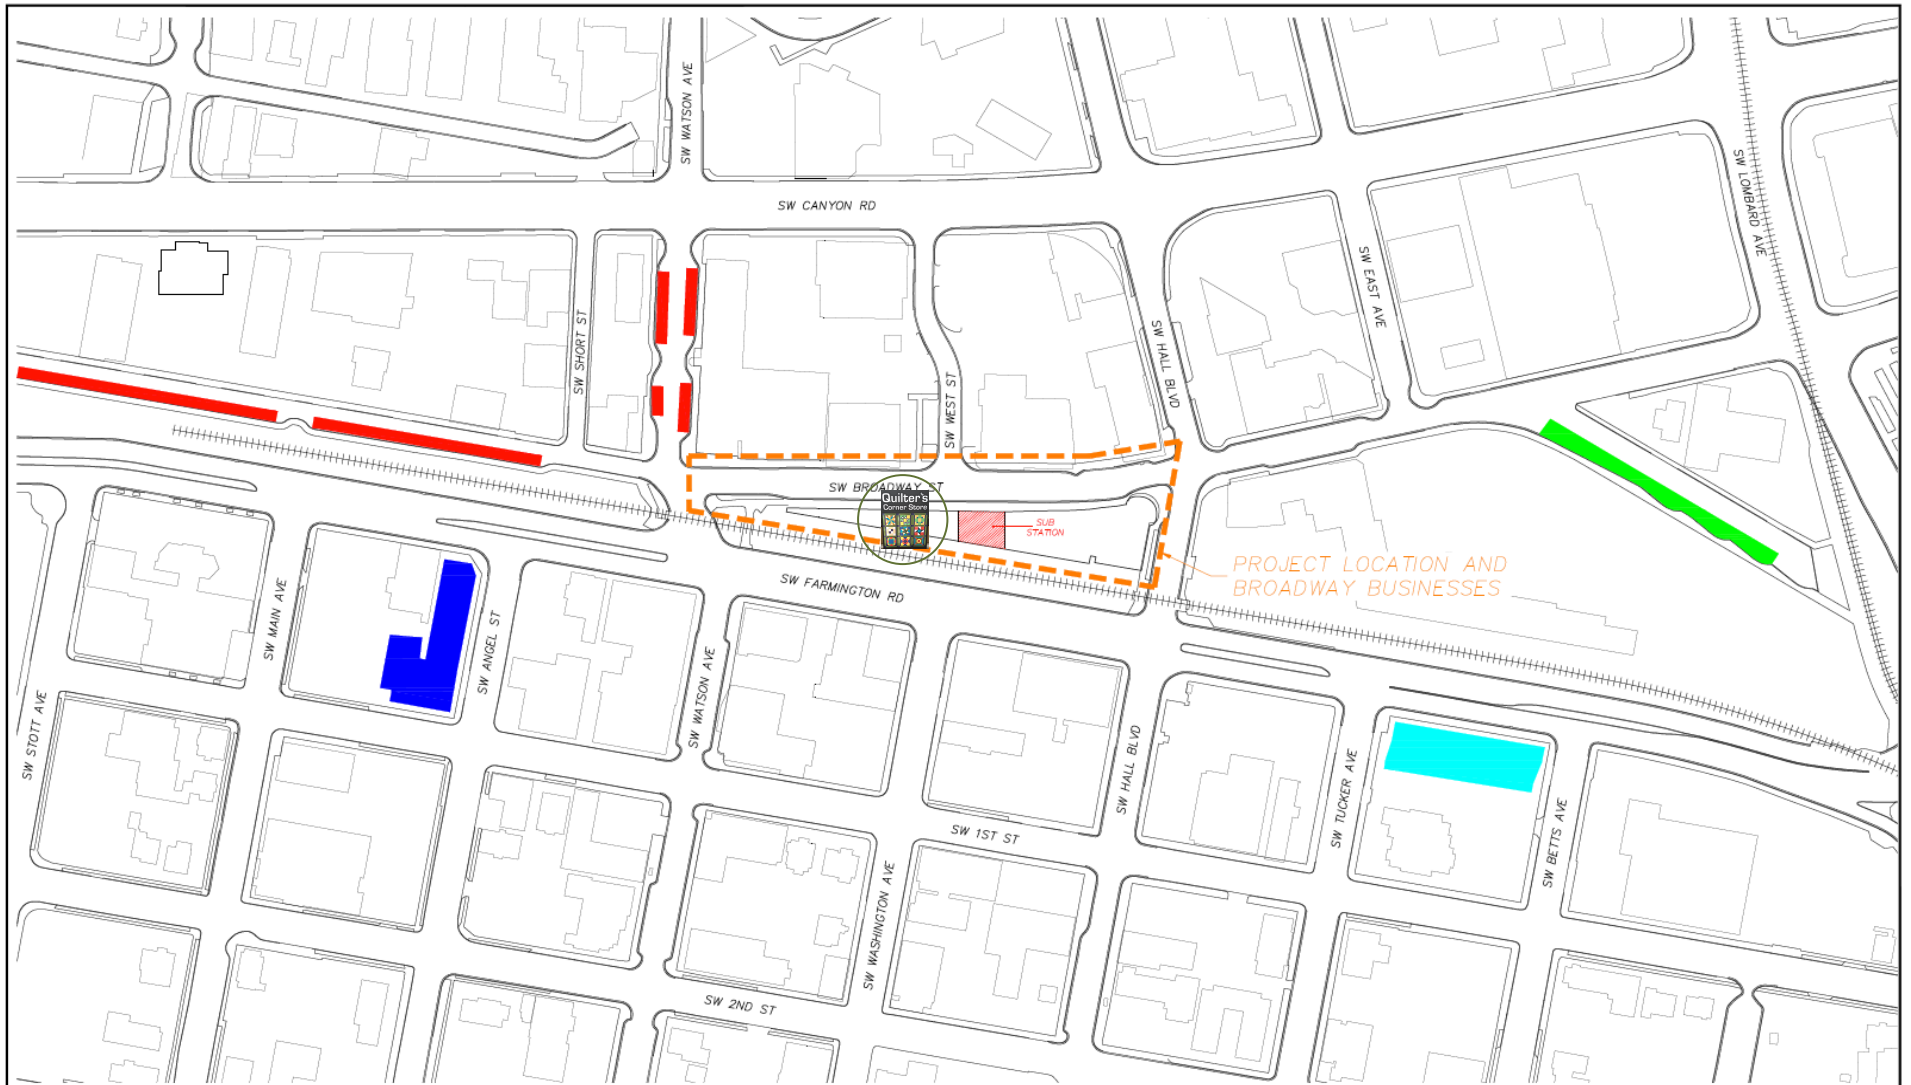 SW WATSON AVE
SW CANYON RD
SW LOMBARD AVE
SW EAST AVE
SW SHORT ST
SW HALL BLVD
SW WEST ST
SW BROADWAY ST
Quilter's
Corner Store
SUB
STATION
PROJECT LOCATION AND
BROADWAY BUSINESSES
SW FARMINGTON RD
SW MAIN AVE
SW ANGEL ST
SW WATSON AVE
SW STOTT AVE
SW HALL BLVD
SW TUCKER AVE
SW 1ST ST
SW BETTS AVE
SW WASHINGTON AVE
SW 2ND ST